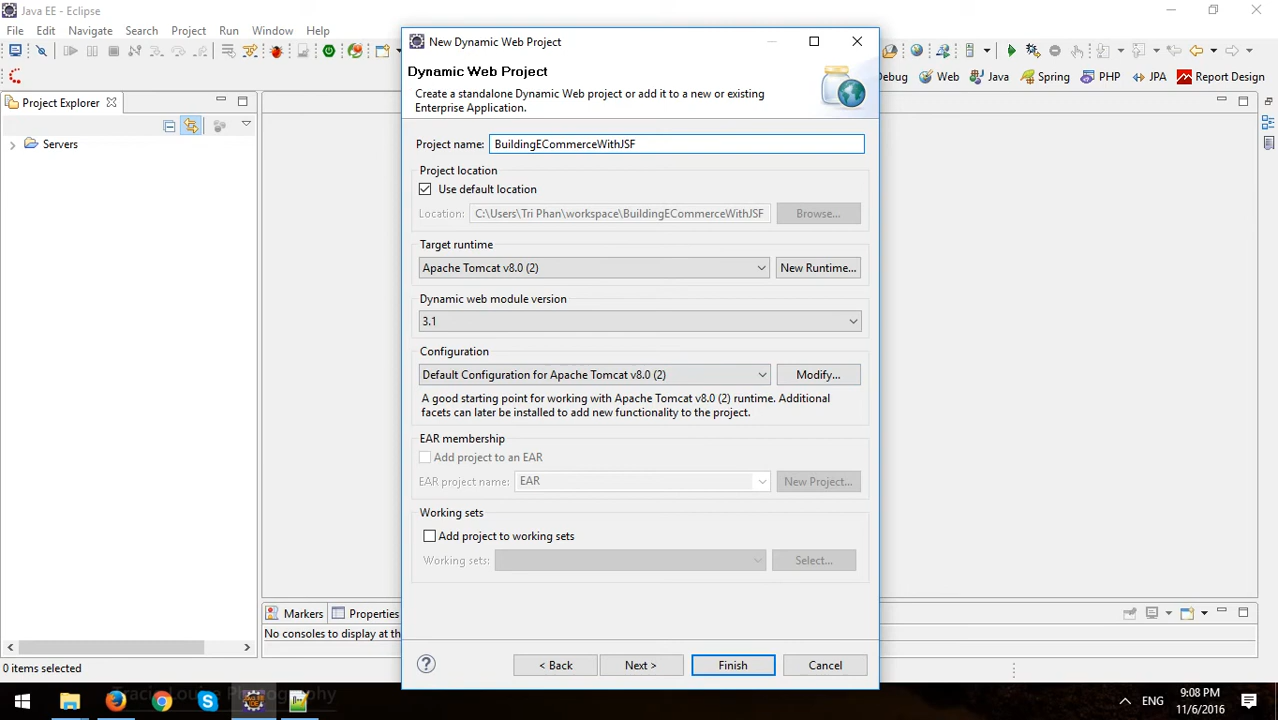 Java EE - Eclipse
File Edit Navigate Search Project Run Window Help
Debug Web Java Spring PHP JPA Report Design
Project Explorer
Servers
New Dynamic Web Project
Dynamic Web Project
Create a standalone Dynamic Web project or add it to a new or existing
Enterprise Application.
Project name: BuildingECommerceWithJSF
Project location
Use default location
Location: C:\Users\Tri Phan\workspace\BuildingECommerceWithJSF Browse...
Target runtime
Apache Tomcat v8.0 (2) New Runtime...
Dynamic web module version
3.1
Configuration
Default Configuration for Apache Tomcat v8.0 (2) Modify...
A good starting point for working with Apache Tomcat v8.0 (2) runtime. Additional
facets can later be installed to add new functionality to the project.
EAR membership
Add project to an EAR
EAR project name: EAR New Project...
Working sets
Add project to working sets
Working sets: Select...
< Back Next > Finish Cancel
Markers Properties
No consoles to display at th
0 items selected
ENG
9:08 PM
11/6/2016